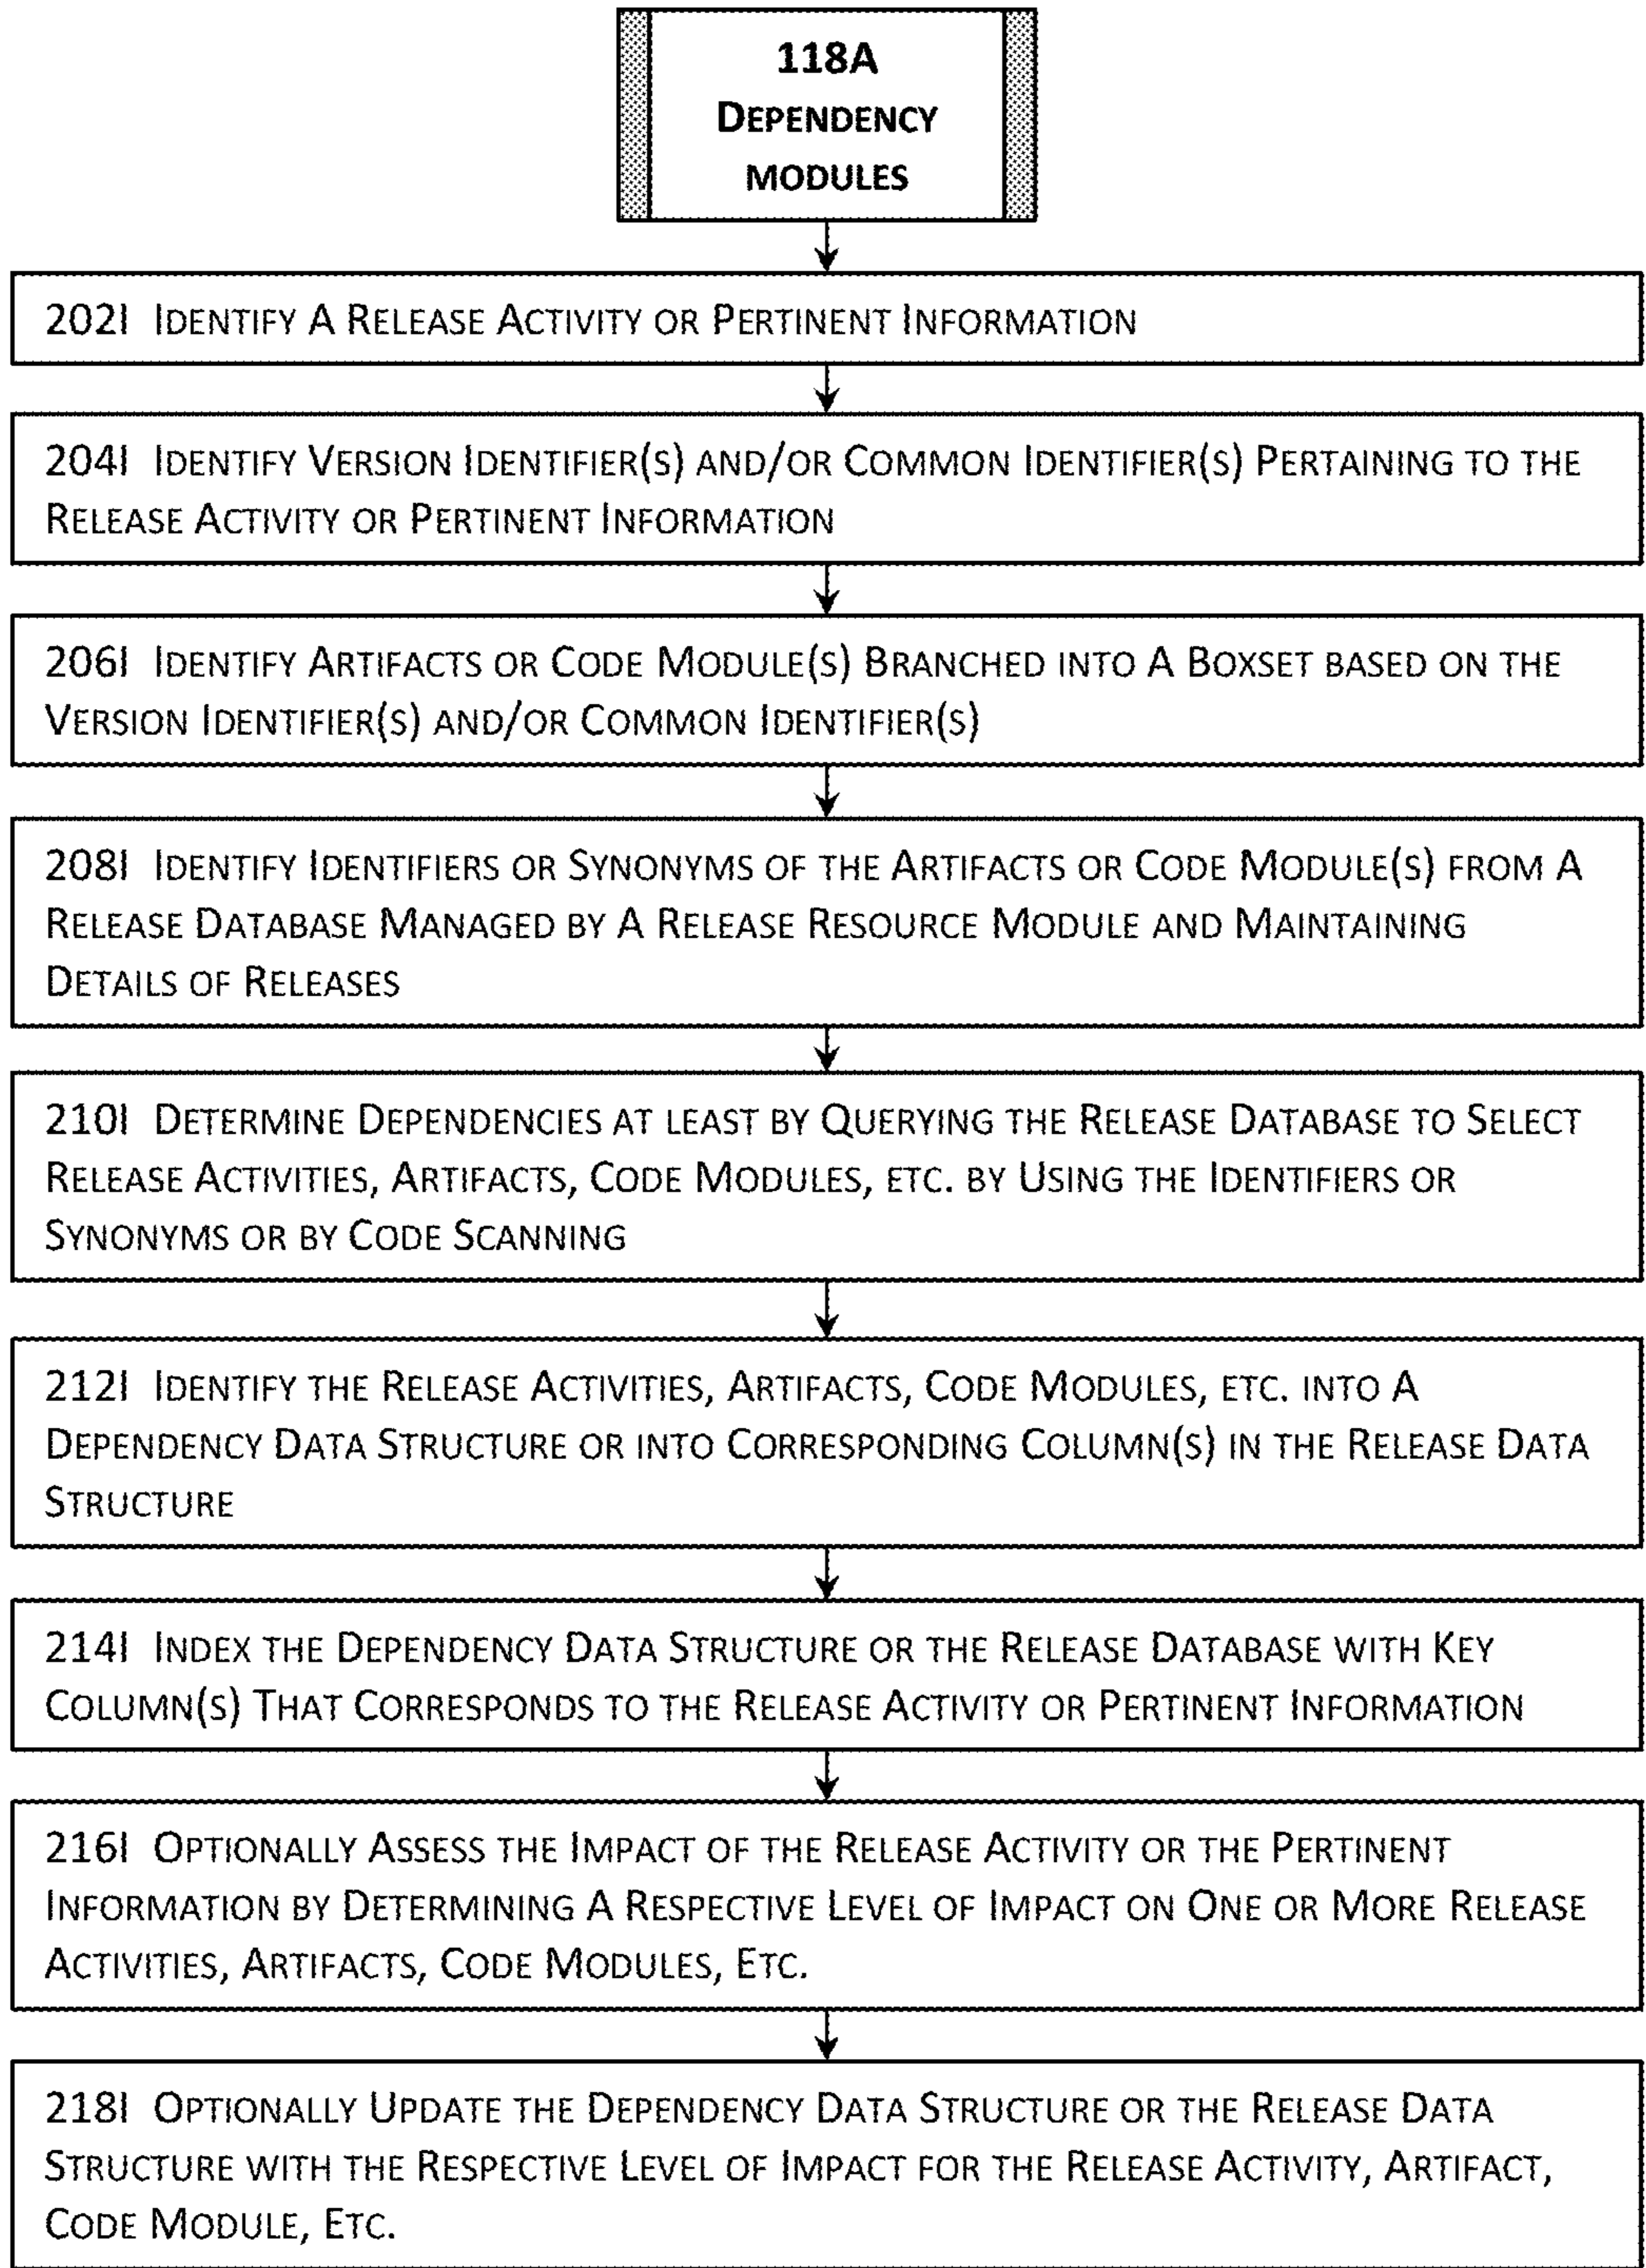 118A
DEPENDENCY
MODULES
202I IDENTIFY A RELEASE ACTIVITY OR PERTINENT INFORMATION
204I IDENTIFY VERSION IDENTIFIER(S) AND/OR COMMON IDENTIFIER(S) PERTAINING TO THE
RELEASE ACTIVITY OR PERTINENT INFORMATION
206I IDENTIFY ARTIFACTS OR CODE MODULE(S) BRANCHED INTO A BOXSET BASED ON THE
VERSION IDENTIFIER(S) AND/OR COMMON IDENTIFIER(S)
208I IDENTIFY IDENTIFIERS OR SYNONYMS OF THE ARTIFACTS OR CODE MODULE(S) FROM A
RELEASE DATABASE MANAGED BY A RELEASE RESOURCE MODULE AND MAINTAINING
DETAILS OF RELEASES
210I DETERMINE DEPENDENCIES AT LEAST BY QUERYING THE RELEASE DATABASE TO SELECT
RELEASE ACTIVITIES, ARTIFACTS, CODE MODULES, ETC. BY USING THE IDENTIFIERS OR
SYNONYMS OR BY CODE SCANNING
212I IDENTIFY THE RELEASE ACTIVITIES, ARTIFACTS, CODE MODULES, ETC. INTO A
DEPENDENCY DATA STRUCTURE OR INTO CORRESPONDING COLUMN(S) IN THE RELEASE DATA
STRUCTURE
214I INDEX THE DEPENDENCY DATA STRUCTURE OR THE RELEASE DATABASE WITH KEY
COLUMN(S) THAT CORRESPONDS TO THE RELEASE ACTIVITY OR PERTINENT INFORMATION
216I OPTIONALLY ASSESS THE IMPACT OF THE RELEASE ACTIVITY OR THE PERTINENT
INFORMATION BY DETERMINING A RESPECTIVE LEVEL OF IMPACT ON ONE OR MORE RELEASE
ACTIVITIES, ARTIFACTS, CODE MODULES, ETC.
218I OPTIONALLY UPDATE THE DEPENDENCY DATA STRUCTURE OR THE RELEASE DATA
STRUCTURE WITH THE RESPECTIVE LEVEL OF IMPACT FOR THE RELEASE ACTIVITY, ARTIFACT,
CODE MODULE, ETC.